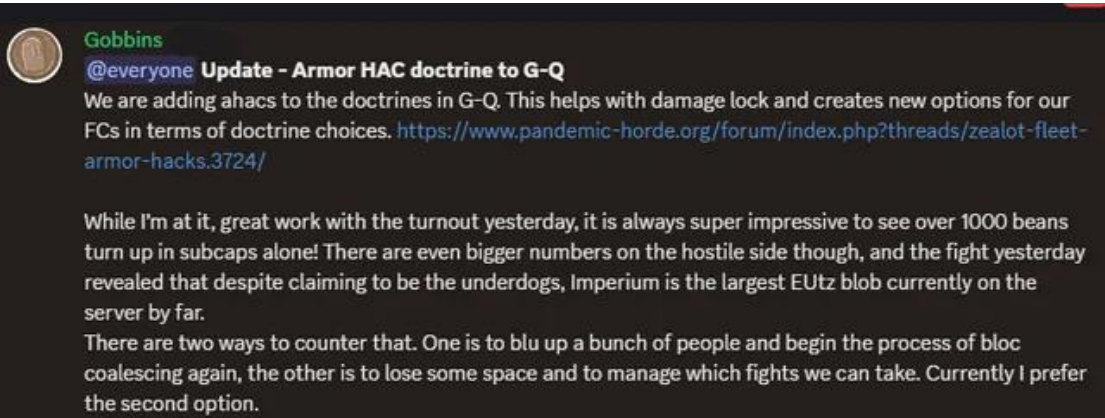 Gobbins
@everyone Update - Armor HAC doctrine to G-Q
We are adding ahacs to the doctrines in G-Q. This helps with damage lock and creates new options for our
FCs in terms of doctrine choices. https://www.pandemic-horde.org/forum/index.php?threads/zealot-fleet-
armor-hacks.3724/
While I'm at it, great work with the turnout yesterday, it is always super impressive to see over 1000 beans
turn up in subcaps alone! There are even bigger numbers on the hostile side though, and the fight yesterday
revealed that despite claiming to be the underdogs, Imperium is the largest EUtz blob currently on the
server by far.
There are two ways to counter that. One is to blu up a bunch of people and begin the process of bloc
coalescing again, the other is to lose some space and to manage which fights we can take. Currently I prefer
the second option.